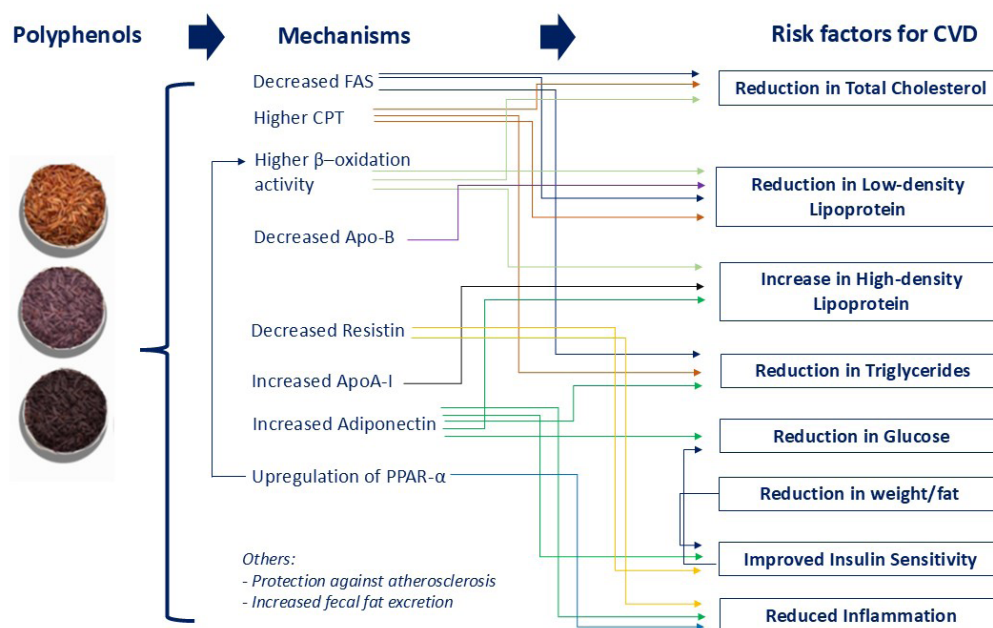 Polyphenols
Mechanisms
Risk factors for CVD
Decreased FAS
Higher CPT
Higher β–oxidation
activity
Decreased Apo-B
Decreased Resistin
Increased ApoA-I
Increased Adiponectin
Upregulation of PPAR-α
Others:
- Protection against atherosclerosis
- Increased fecal fat excretion
Reduction in Total Cholesterol
Reduction in Low-density
Lipoprotein
Increase in High-density
Lipoprotein
Reduction in Triglycerides
Reduction in Glucose
Reduction in weight/fat
Improved Insulin Sensitivity
Reduced Inflammation